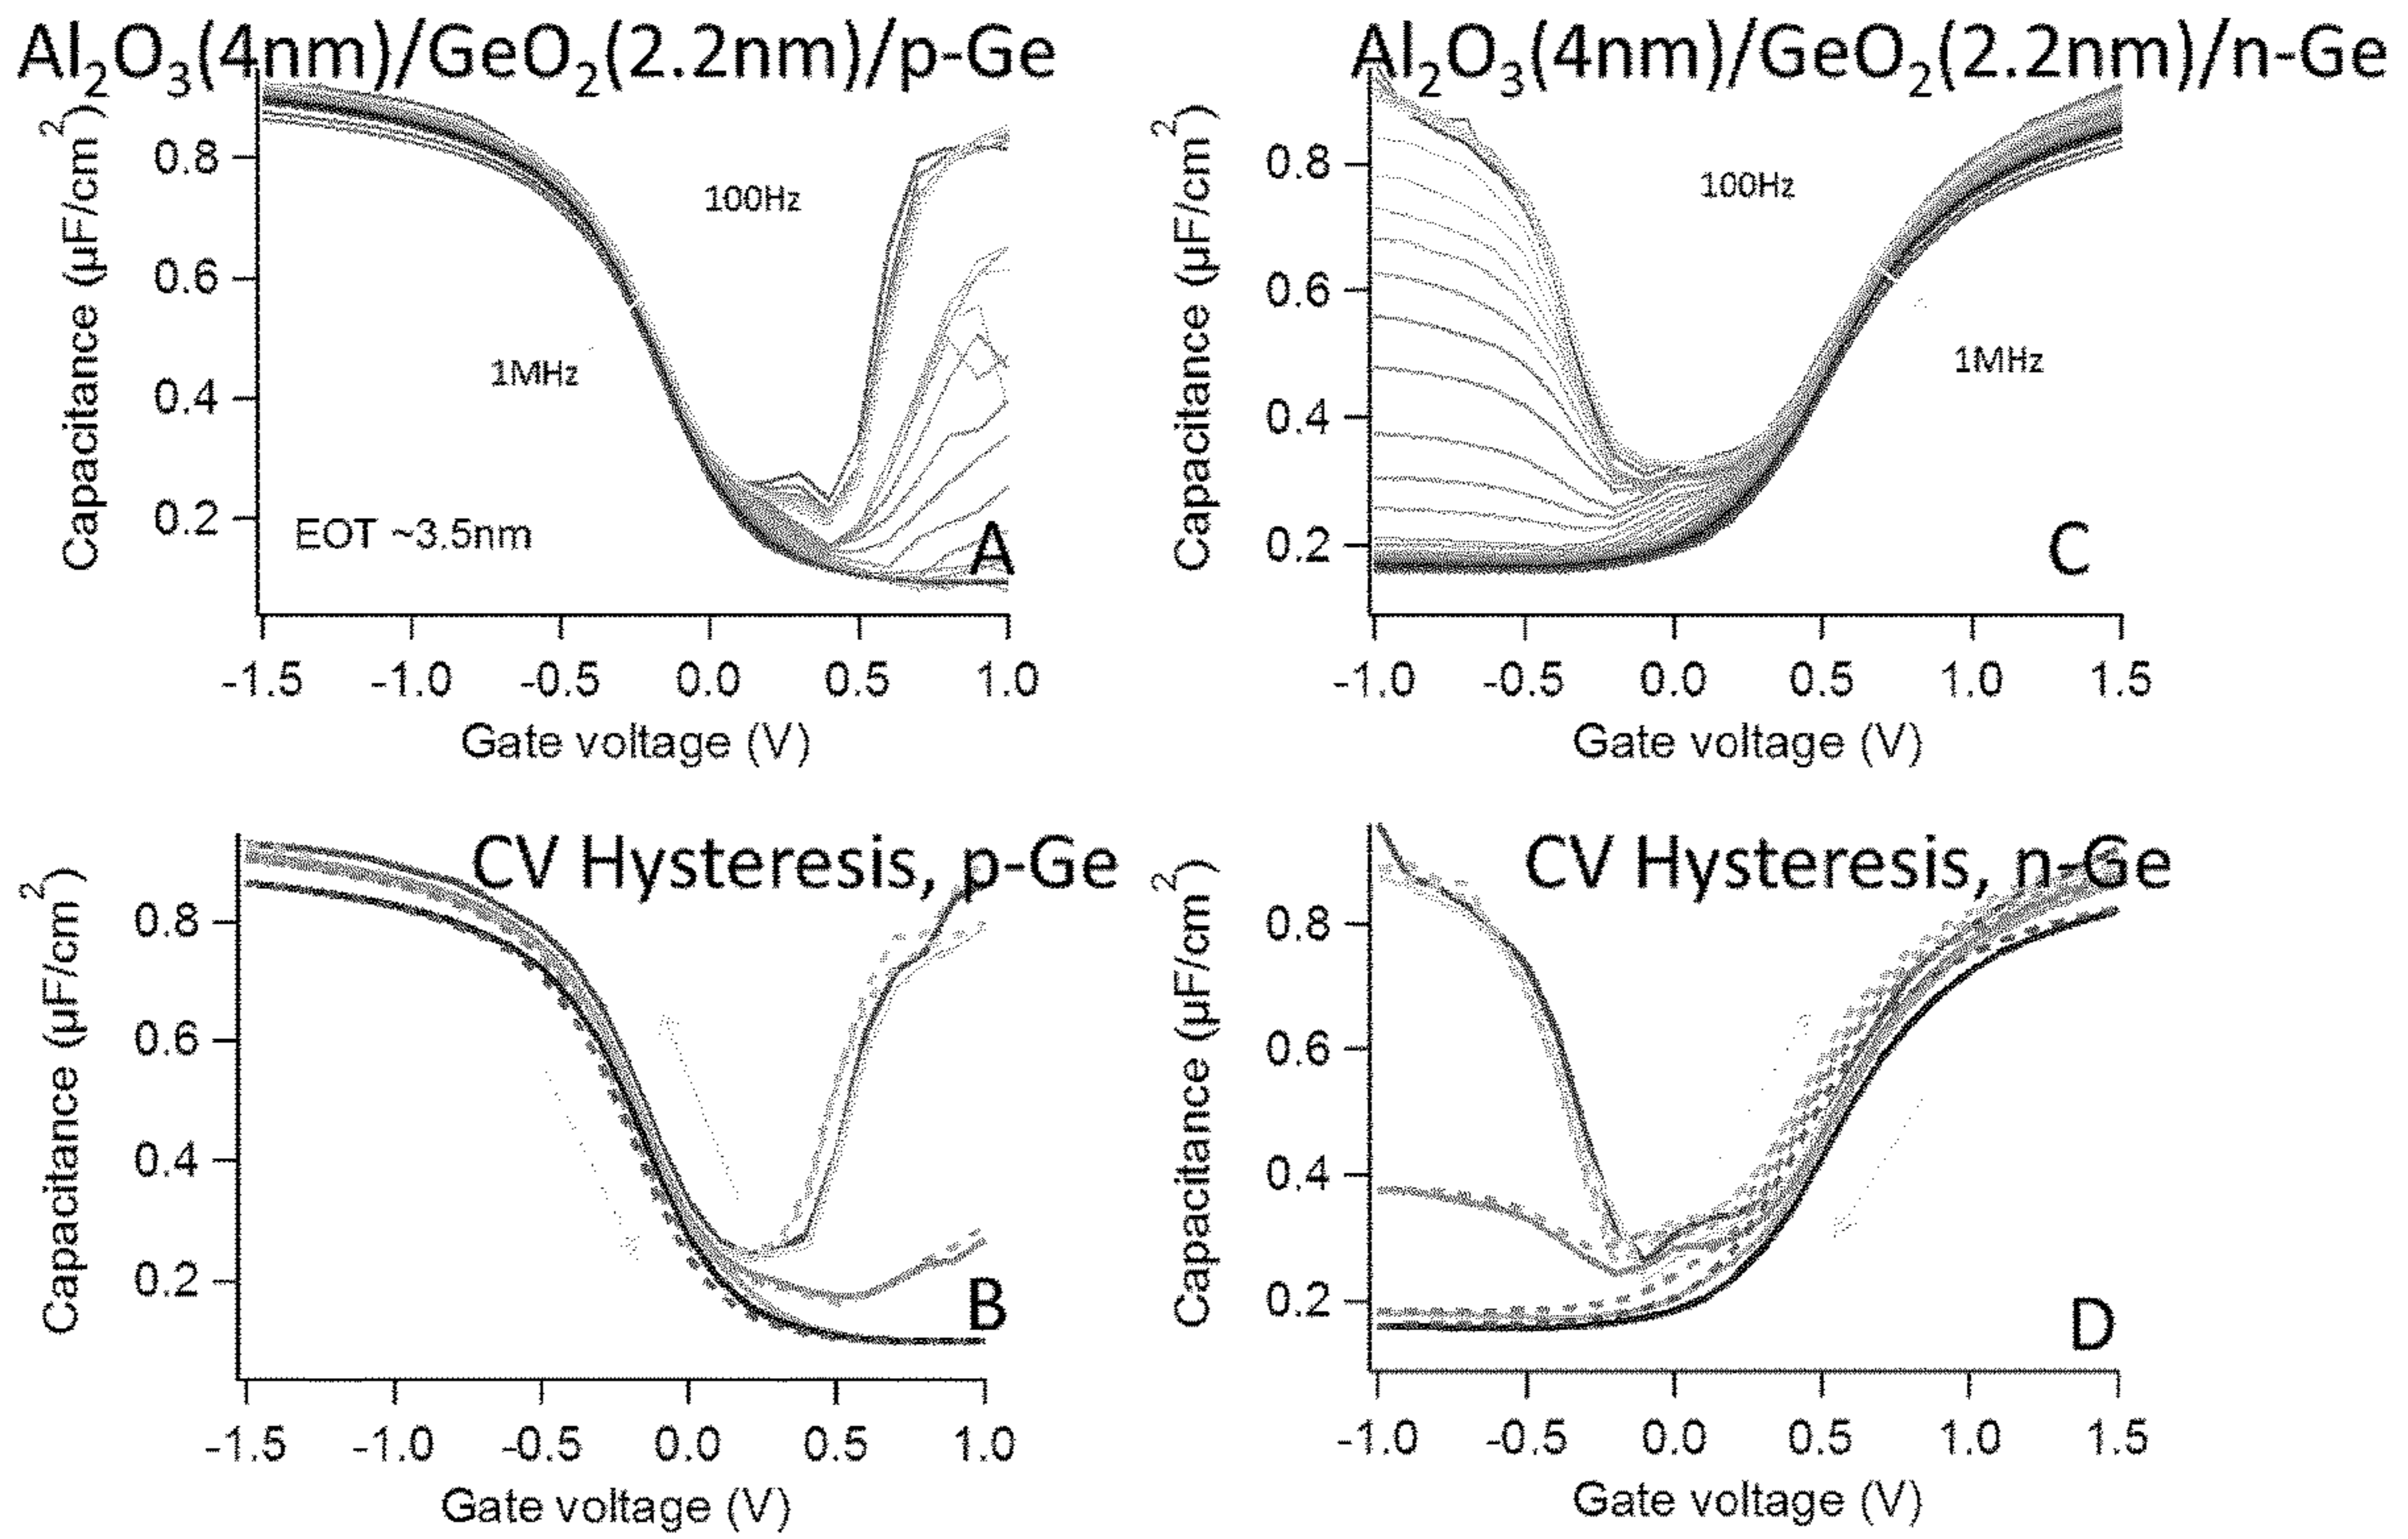 Al₂O₃(4nm)/GeO₂(2.2nm)/p-Ge
Capacitance (µF/cm²)
0.8
0.6
0.4
0.2
100Hz
1MHz
EOT ~3.5nm
A
-1.5 -1.0 -0.5 0.0 0.5 1.0
Gate voltage (V)
Al₂O₃(4nm)/GeO₂(2.2nm)/n-Ge
Capacitance (µF/cm²)
0.8
0.6
0.4
0.2
100Hz
1MHz
C
-1.0 -0.5 0.0 0.5 1.0 1.5
Gate voltage (V)
CV Hysteresis, p-Ge
Capacitance (µF/cm²)
0.8
0.6
0.4
0.2
B
-1.5 -1.0 -0.5 0.0 0.5 1.0
Gate voltage (V)
CV Hysteresis, n-Ge
Capacitance (µF/cm²)
0.8
0.6
0.4
0.2
D
-1.0 -0.5 0.0 0.5 1.0 1.5
Gate voltage (V)